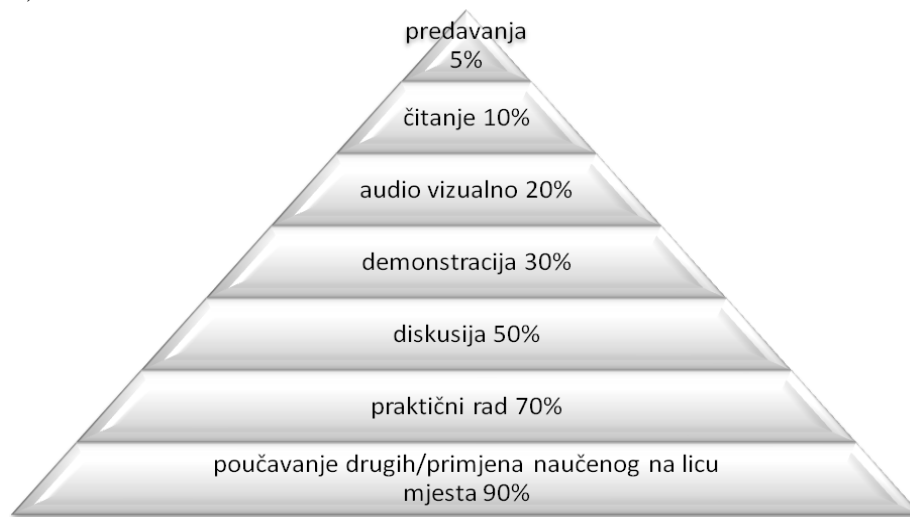 predavanja
5%
čitanje 10%
audio vizualno 20%
demonstracija 30%
diskusija 50%
praktični rad 70%
poučavanje drugih/primjena naučenog na licu
mjesta 90%